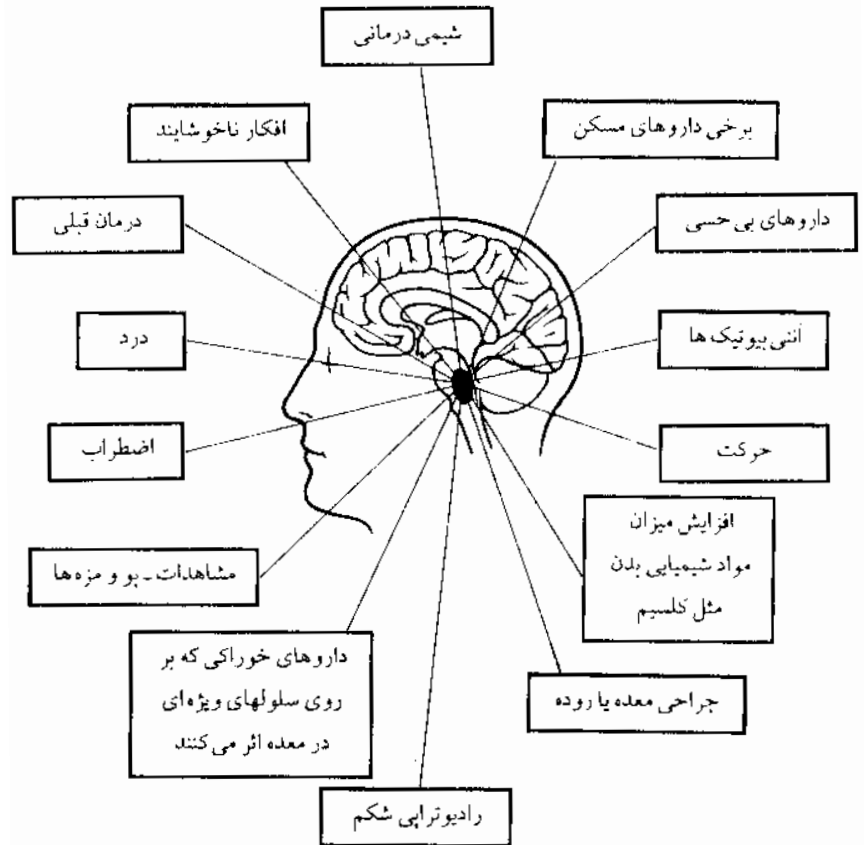 شیمی درمانی
افکار ناخوشایند
برخی داروهای مسکن
درمان قبلی
داروهای بی حسی
درد
آنتی بیوتیک ها
اضطراب
حرکت
افزایش میزان
مواد شیمیایی بدن
مثل کلسیم
مشاهدات - بو و مزه ها
داروهای خوراکی که بر
روی سلولهای ویژه ای
در معده اثر می کنند
جراحی معده یا روده
رادیوتراپی شکم